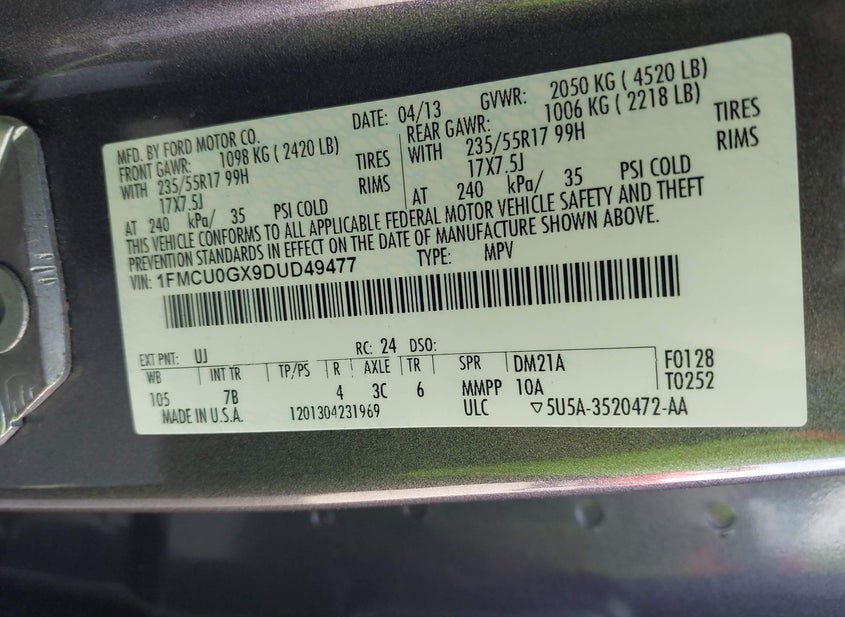 MFD. BY FORD MOTOR CO.
DATE: 04/13
GVWR: 2050 KG ( 4520 LB)
FRONT GAWR: 1098 KG ( 2420 LB)
REAR GAWR: 1006 KG ( 2218 LB)
WITH 235/55R17 99H TIRES
WITH 235/55R17 99H TIRES
17X7.5J RIMS
17X7.5J RIMS
AT 240 kPa/ 35 PSI COLD
AT 240 kPa/ 35 PSI COLD
THIS VEHICLE CONFORMS TO ALL APPLICABLE FEDERAL MOTOR VEHICLE SAFETY AND THEFT
PREVENTION STANDARDS IN EFFECT ON THE DATE OF MANUFACTURE SHOWN ABOVE.
VIN: 1FMCU0GX9DUD49477 TYPE: MPV
EXT PNT: UJ RC: 24 DSO:
WB INT TR TP/PS R AXLE TR SPR DM21A F0128
105 7B 4 3C 6 MMPP 10A T0252
MADE IN U.S.A. 1201304231969 ULC ▽5U5A-3520472-AA